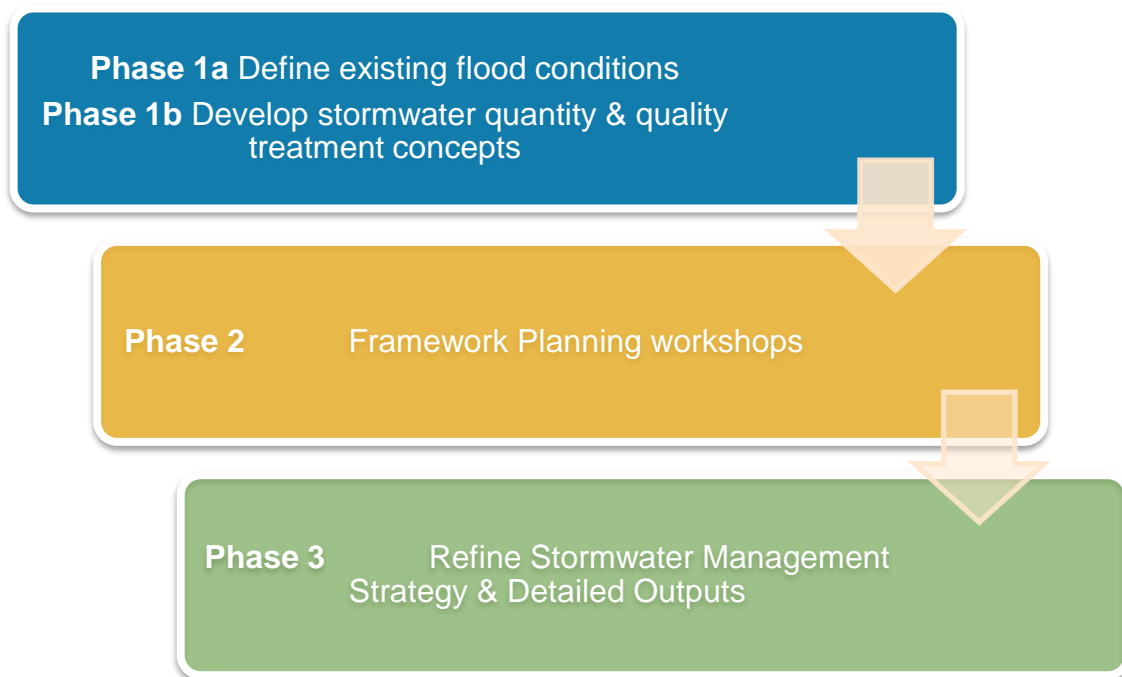 Phase 1a Define existing flood conditions
Phase 1b Develop stormwater quantity & quality
treatment concepts
Phase 2 Framework Planning workshops
Phase 3 Refine Stormwater Management
Strategy & Detailed Outputs